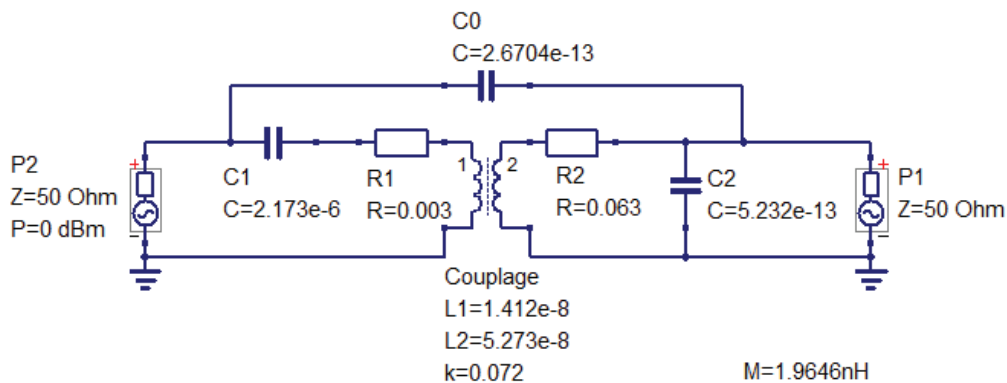 C0
C=2.6704e-13
P2
Z=50 Ohm
P=0 dBm
+
−
C1
C=2.173e-6
R1
R=0.003
1
2
R2
R=0.063
C2
C=5.232e-13
+
−
P1
Z=50 Ohm
Couplage
L1=1.412e-8
L2=5.273e-8
k=0.072
M=1.9646nH